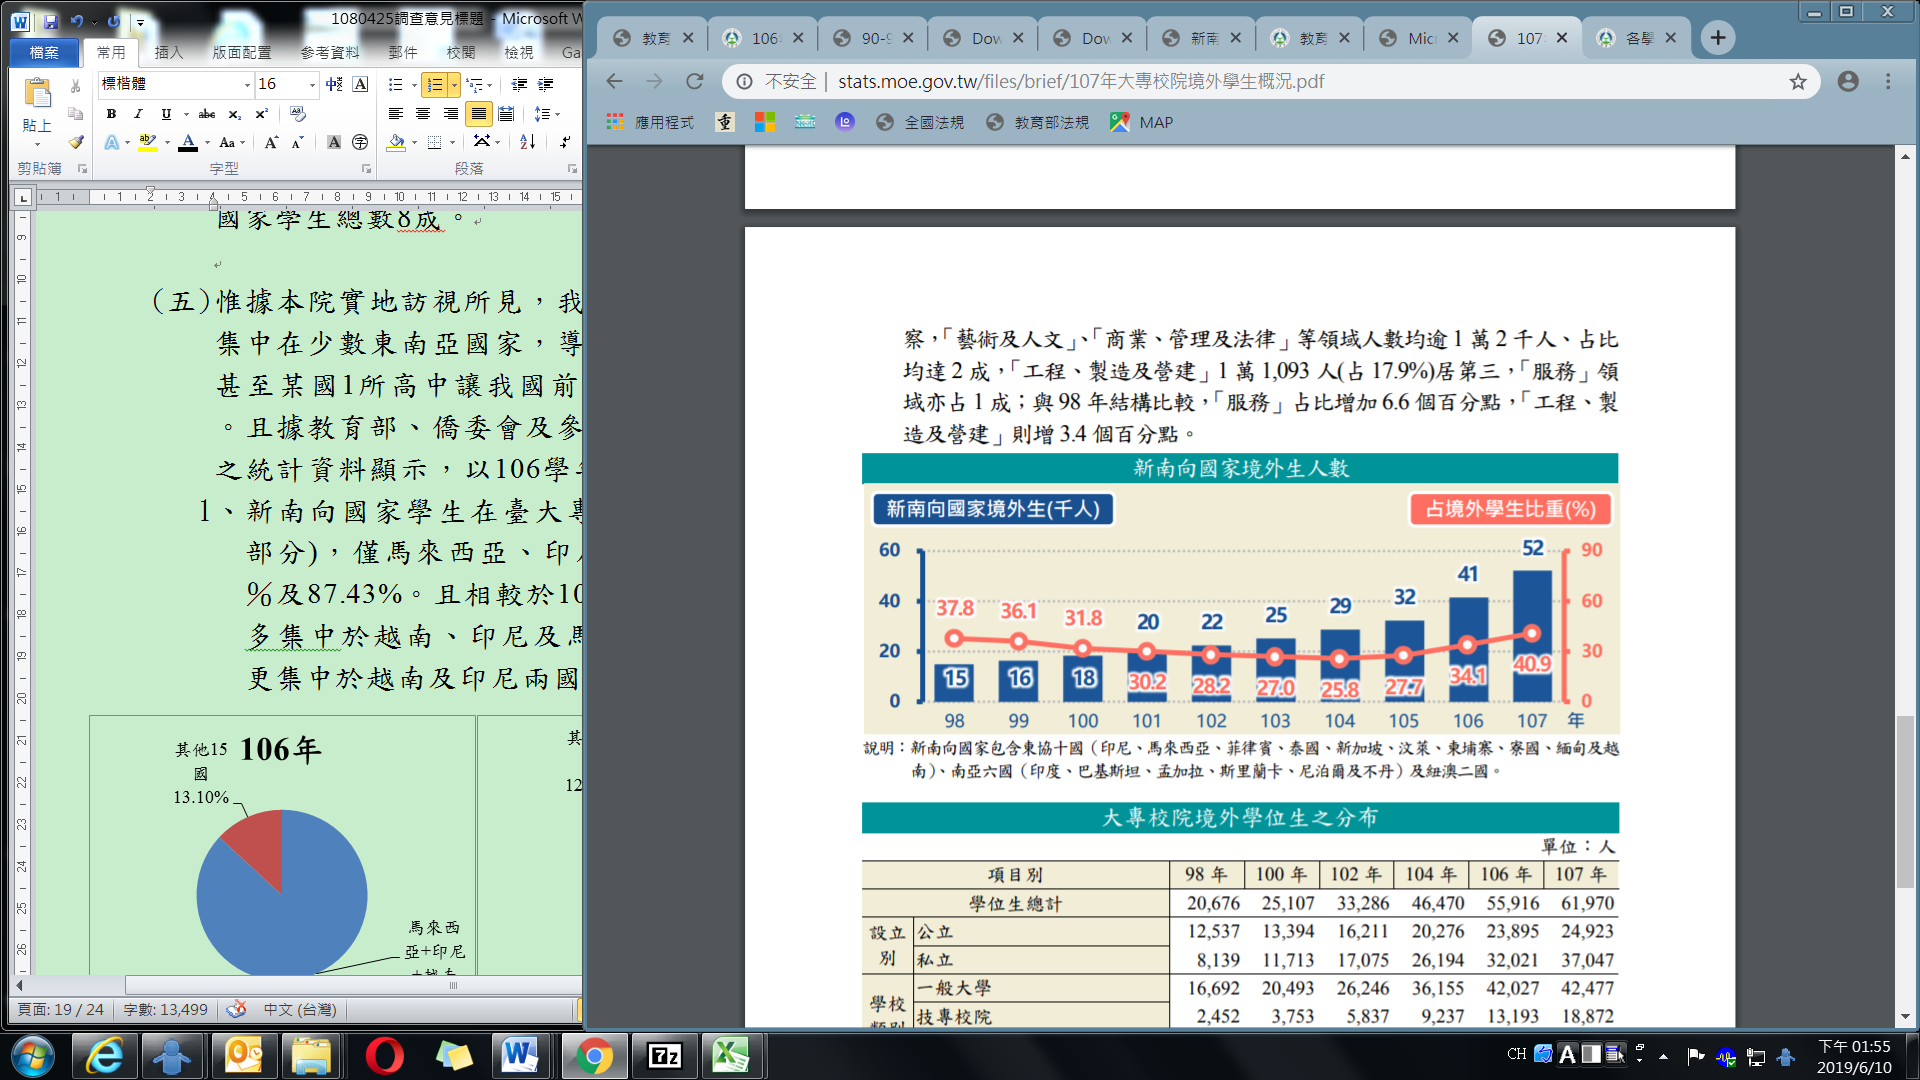 1080425調查意見標題 - Microsoft W
檔案 常用 插入 版面配置 參考資料 郵件 校閱 檢視 Ga
標楷體 16
貼上
剪貼簿 字型 段落
國家學生總數8成。
(五)惟據本院實地訪視所見，我
集中在少數東南亞國家，導
甚至某國1所高中讓我國前
。且據教育部、僑委會及參
之統計資料顯示，以106學
1、新南向國家學生在臺大專
部分)，僅馬來西亞、印
％及87.43%。且相較於10
多集中於越南、印尼及馬
更集中於越南及印尼兩國
其他15
國
13.10%
106年
馬來西
亞+印尼
其
12
頁面: 19 / 24 字數: 13,499 中文 (台灣)
教育 106 90-9 Dow Dow 新南 教育 Micr 107 各學
不安全 | stats.moe.gov.tw/files/brief/107年大專校院境外學生概況.pdf
應用程式 重 全國法規 教育部法規 MAP
察，「藝術及人文」、「商業、管理及法律」等領域人數均逾 1 萬 2 千人、占比
均達 2 成，「工程、製造及營建」1 萬 1,093 人(占 17.9%)居第三，「服務」領
域亦占 1 成；與 98 年結構比較，「服務」占比增加 6.6 個百分點，「工程、製
造及營建」則增 3.4 個百分點。
新南向國家境外生人數
新南向國家境外生(千人) 占境外學生比重(%)
60 40 20 0
90 60 30 0
15 16 18 20 22 25 29 32 41 52
37.8 36.1 31.8 30.2 28.2 27.0 25.8 27.7 34.1 40.9
98 99 100 101 102 103 104 105 106 107 年
說明：新南向國家包含東協十國（印尼、馬來西亞、菲律賓、泰國、新加坡、汶萊、柬埔寨、寮國、緬甸及越
南）、南亞六國（印度、巴基斯坦、孟加拉、斯里蘭卡、尼泊爾及不丹）及紐澳二國。
大專校院境外學位生之分布
單位：人
項目別 98 年 100 年 102 年 104 年 106 年 107 年
學位生總計 20,676 25,107 33,286 46,470 55,916 61,970
設立別 公立 12,537 13,394 16,211 20,276 23,895 24,923
私立 8,139 11,713 17,075 26,194 32,021 37,047
學校 一般大學 16,692 20,493 26,246 36,155 42,027 42,477
技專校院 2,452 3,753 5,837 9,237 13,193 18,872
CH
下午 01:55
2019/6/10